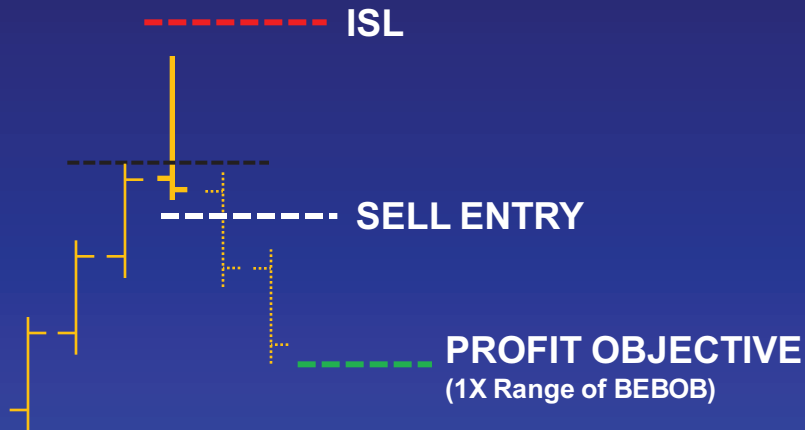 ISL
SELL ENTRY
PROFIT OBJECTIVE
(1X Range of BEBOB)